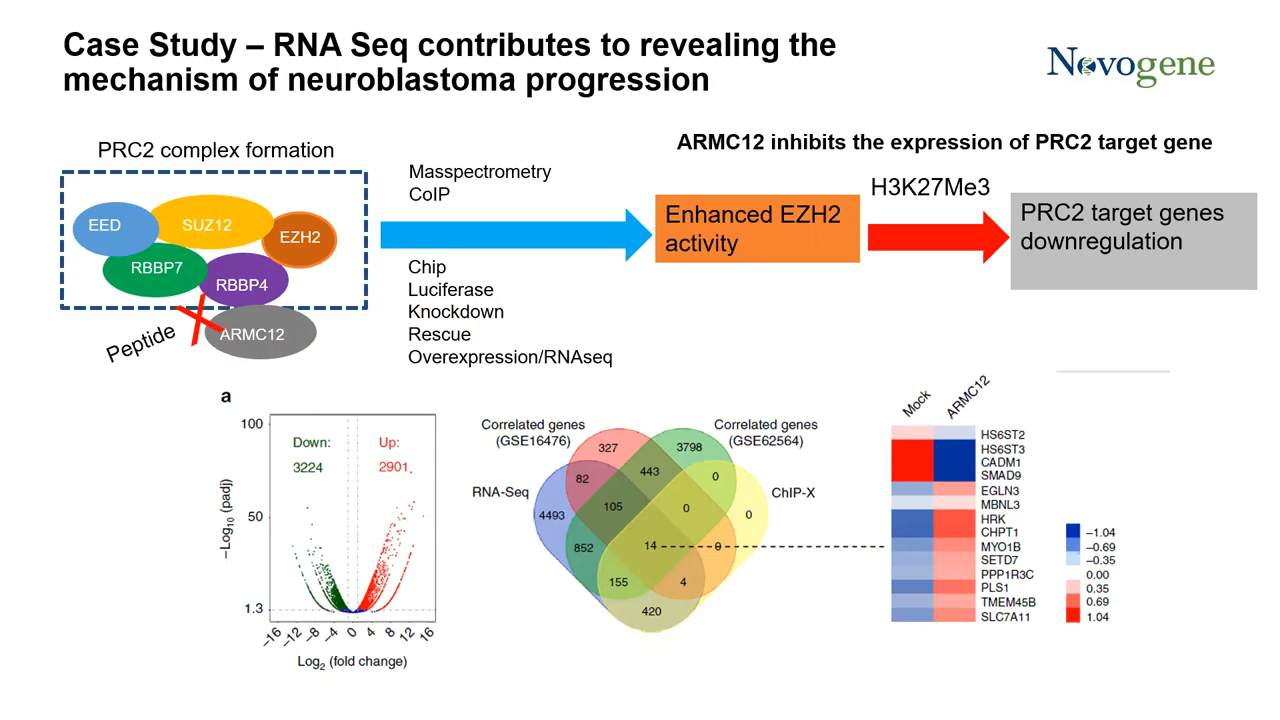 Case Study – RNA Seq contributes to revealing the
mechanism of neuroblastoma progression
Novogene
PRC2 complex formation
EED
SUZ12
EZH2
RBBP7
RBBP4
ARMC12
Peptide
Masspectrometry
CoIP
Chip
Luciferase
Knockdown
Rescue
Overexpression/RNAseq
ARMC12 inhibits the expression of PRC2 target gene
Enhanced EZH2
activity
H3K27Me3
PRC2 target genes
downregulation
a
100
50
1.3
–Log10 (padj)
Down:
3224
Up:
2901
–16 –12 –8 –4 0 4 8 12 16
Log2 (fold change)
Correlated genes
(GSE16476)
Correlated genes
(GSE62564)
RNA-Seq
ChIP-X
327
3798
82
443
0
4493
105
0
0
852
14
0
155
4
420
Mock
ARMC12
HS6ST2
HS6ST3
CADM1
SMAD9
EGLN3
MBNL3
HRK
CHPT1
MYO1B
SETD7
PPP1R3C
PLS1
TMEM45B
SLC7A11
–1.04
–0.69
–0.35
0.00
0.35
0.69
1.04